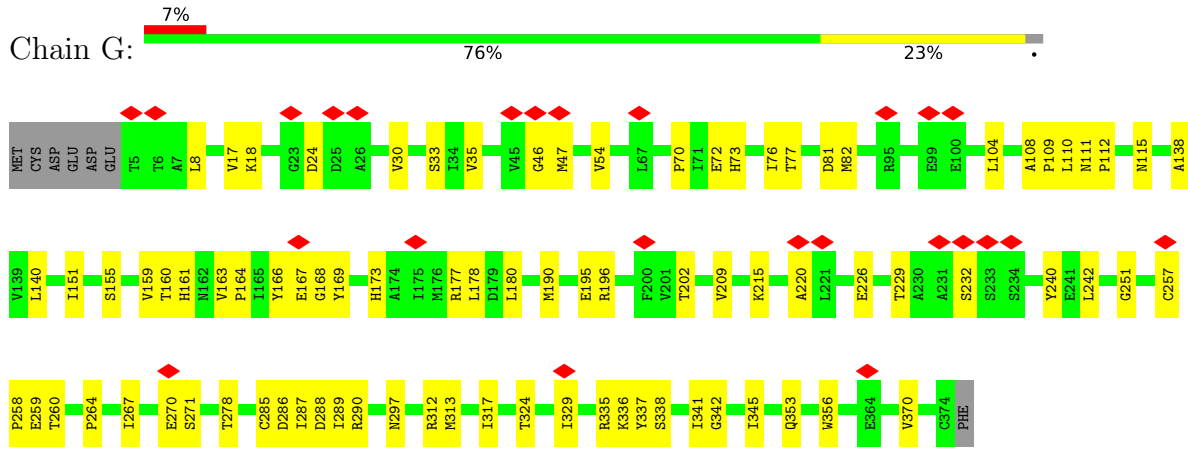 7%
Chain G:
76% 23% .
MET CYS ASP GLU ASP GLU T5 T6 A7 L8 V17 K18 G23 D24 D25 A26 V30 S33 I34 V35 V45 G46 M47 V54 L67 P70 I71 E72 H73 I76 T77 D81 M82 R95 E99 E100 L104 A108 P109 L110 N111 P112 N115 A138
V139 L140 I151 S155 V159 T160 H161 N162 V163 P164 I165 Y166 E167 G168 Y169 H173 A174 I175 M176 R177 L178 D179 L180 M190 E195 R196 F200 V201 T202 V209 K215 A220 L221 E226 T229 A230 A231 S232 S233 S234 Y240 E241 L242 G251 C257
P258 E259 T260 P264 I267 E270 S271 T278 C285 D286 I287 D288 I289 R290 N297 R312 M313 I317 T324 I329 R335 K336 Y337 S338 I341 G342 I345 Q353 W356 E364 V370 C374 PHE